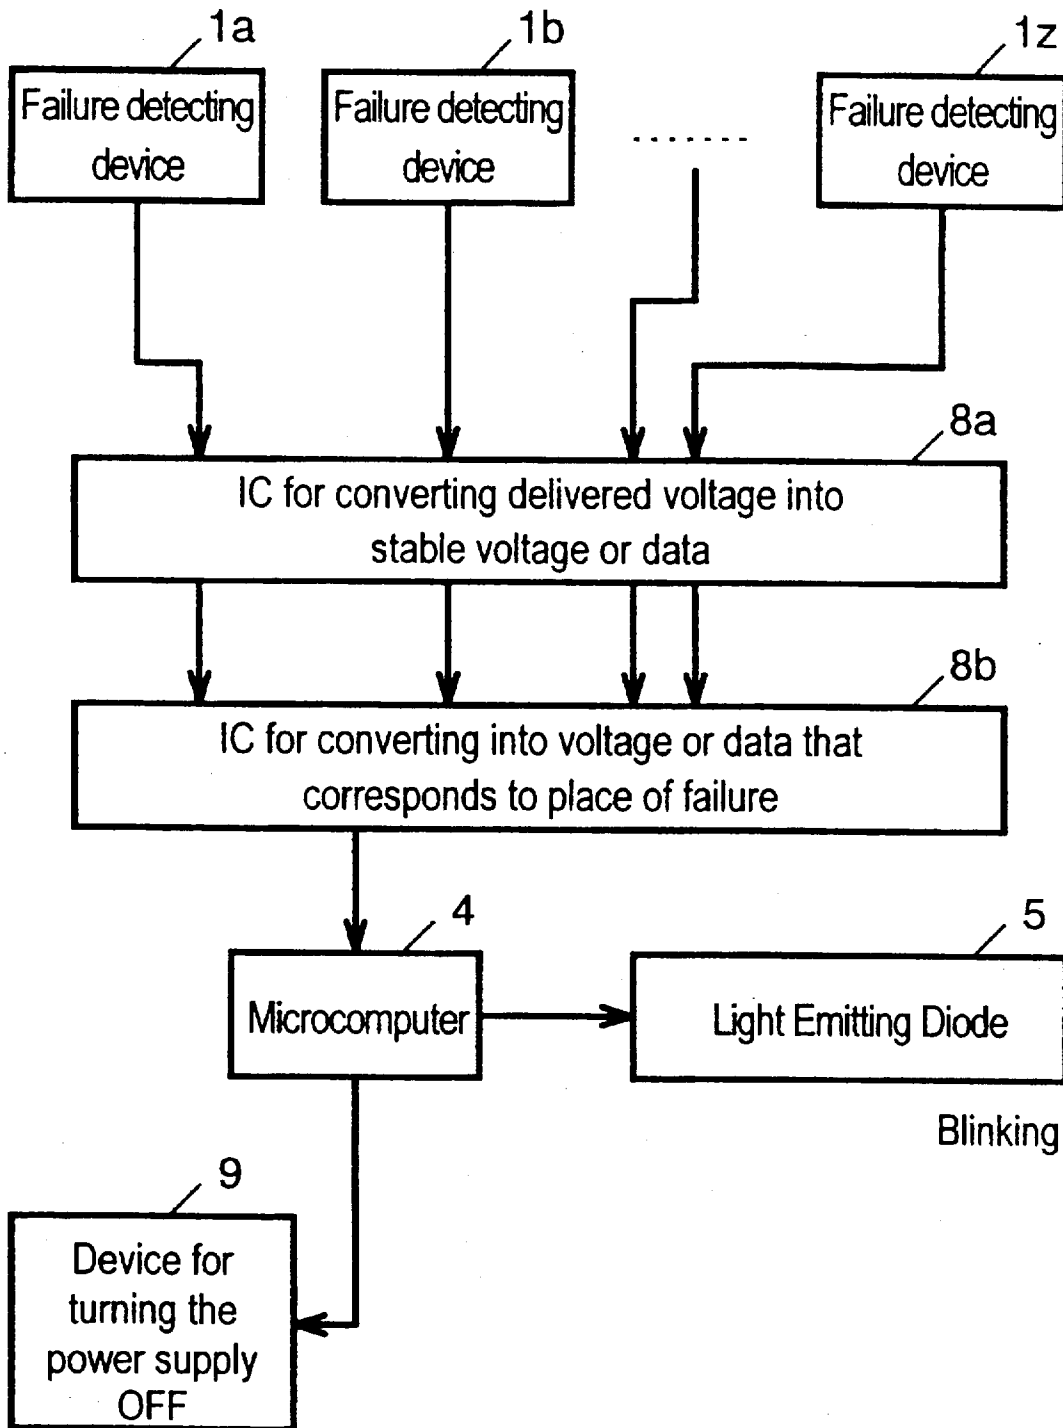 1a
1b
1z
Failure detecting
device
Failure detecting
device
.......
Failure detecting
device
8a
IC for converting delivered voltage into
stable voltage or data
8b
IC for converting into voltage or data that
corresponds to place of failure
4
5
Microcomputer
Light Emitting Diode
Blinking
9
Device for
turning the
power supply
OFF